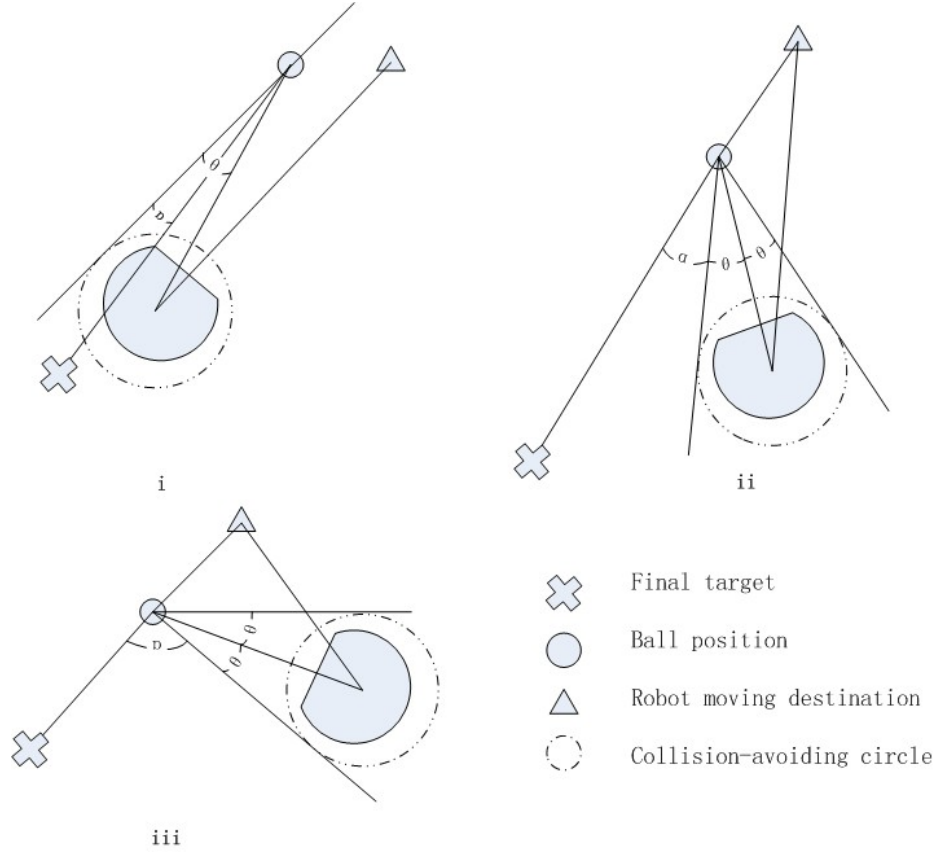 θ
α
i
α
θ
θ
ii
θ
θ
α
iii
Final target
Ball position
Robot moving destination
Collision-avoiding circle